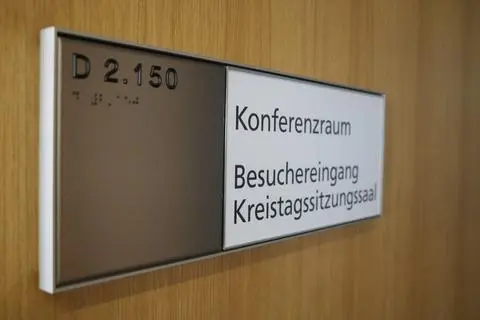 D 2.150
Konferenzraum
Besuchereingang
Kreistagssitzungssaal